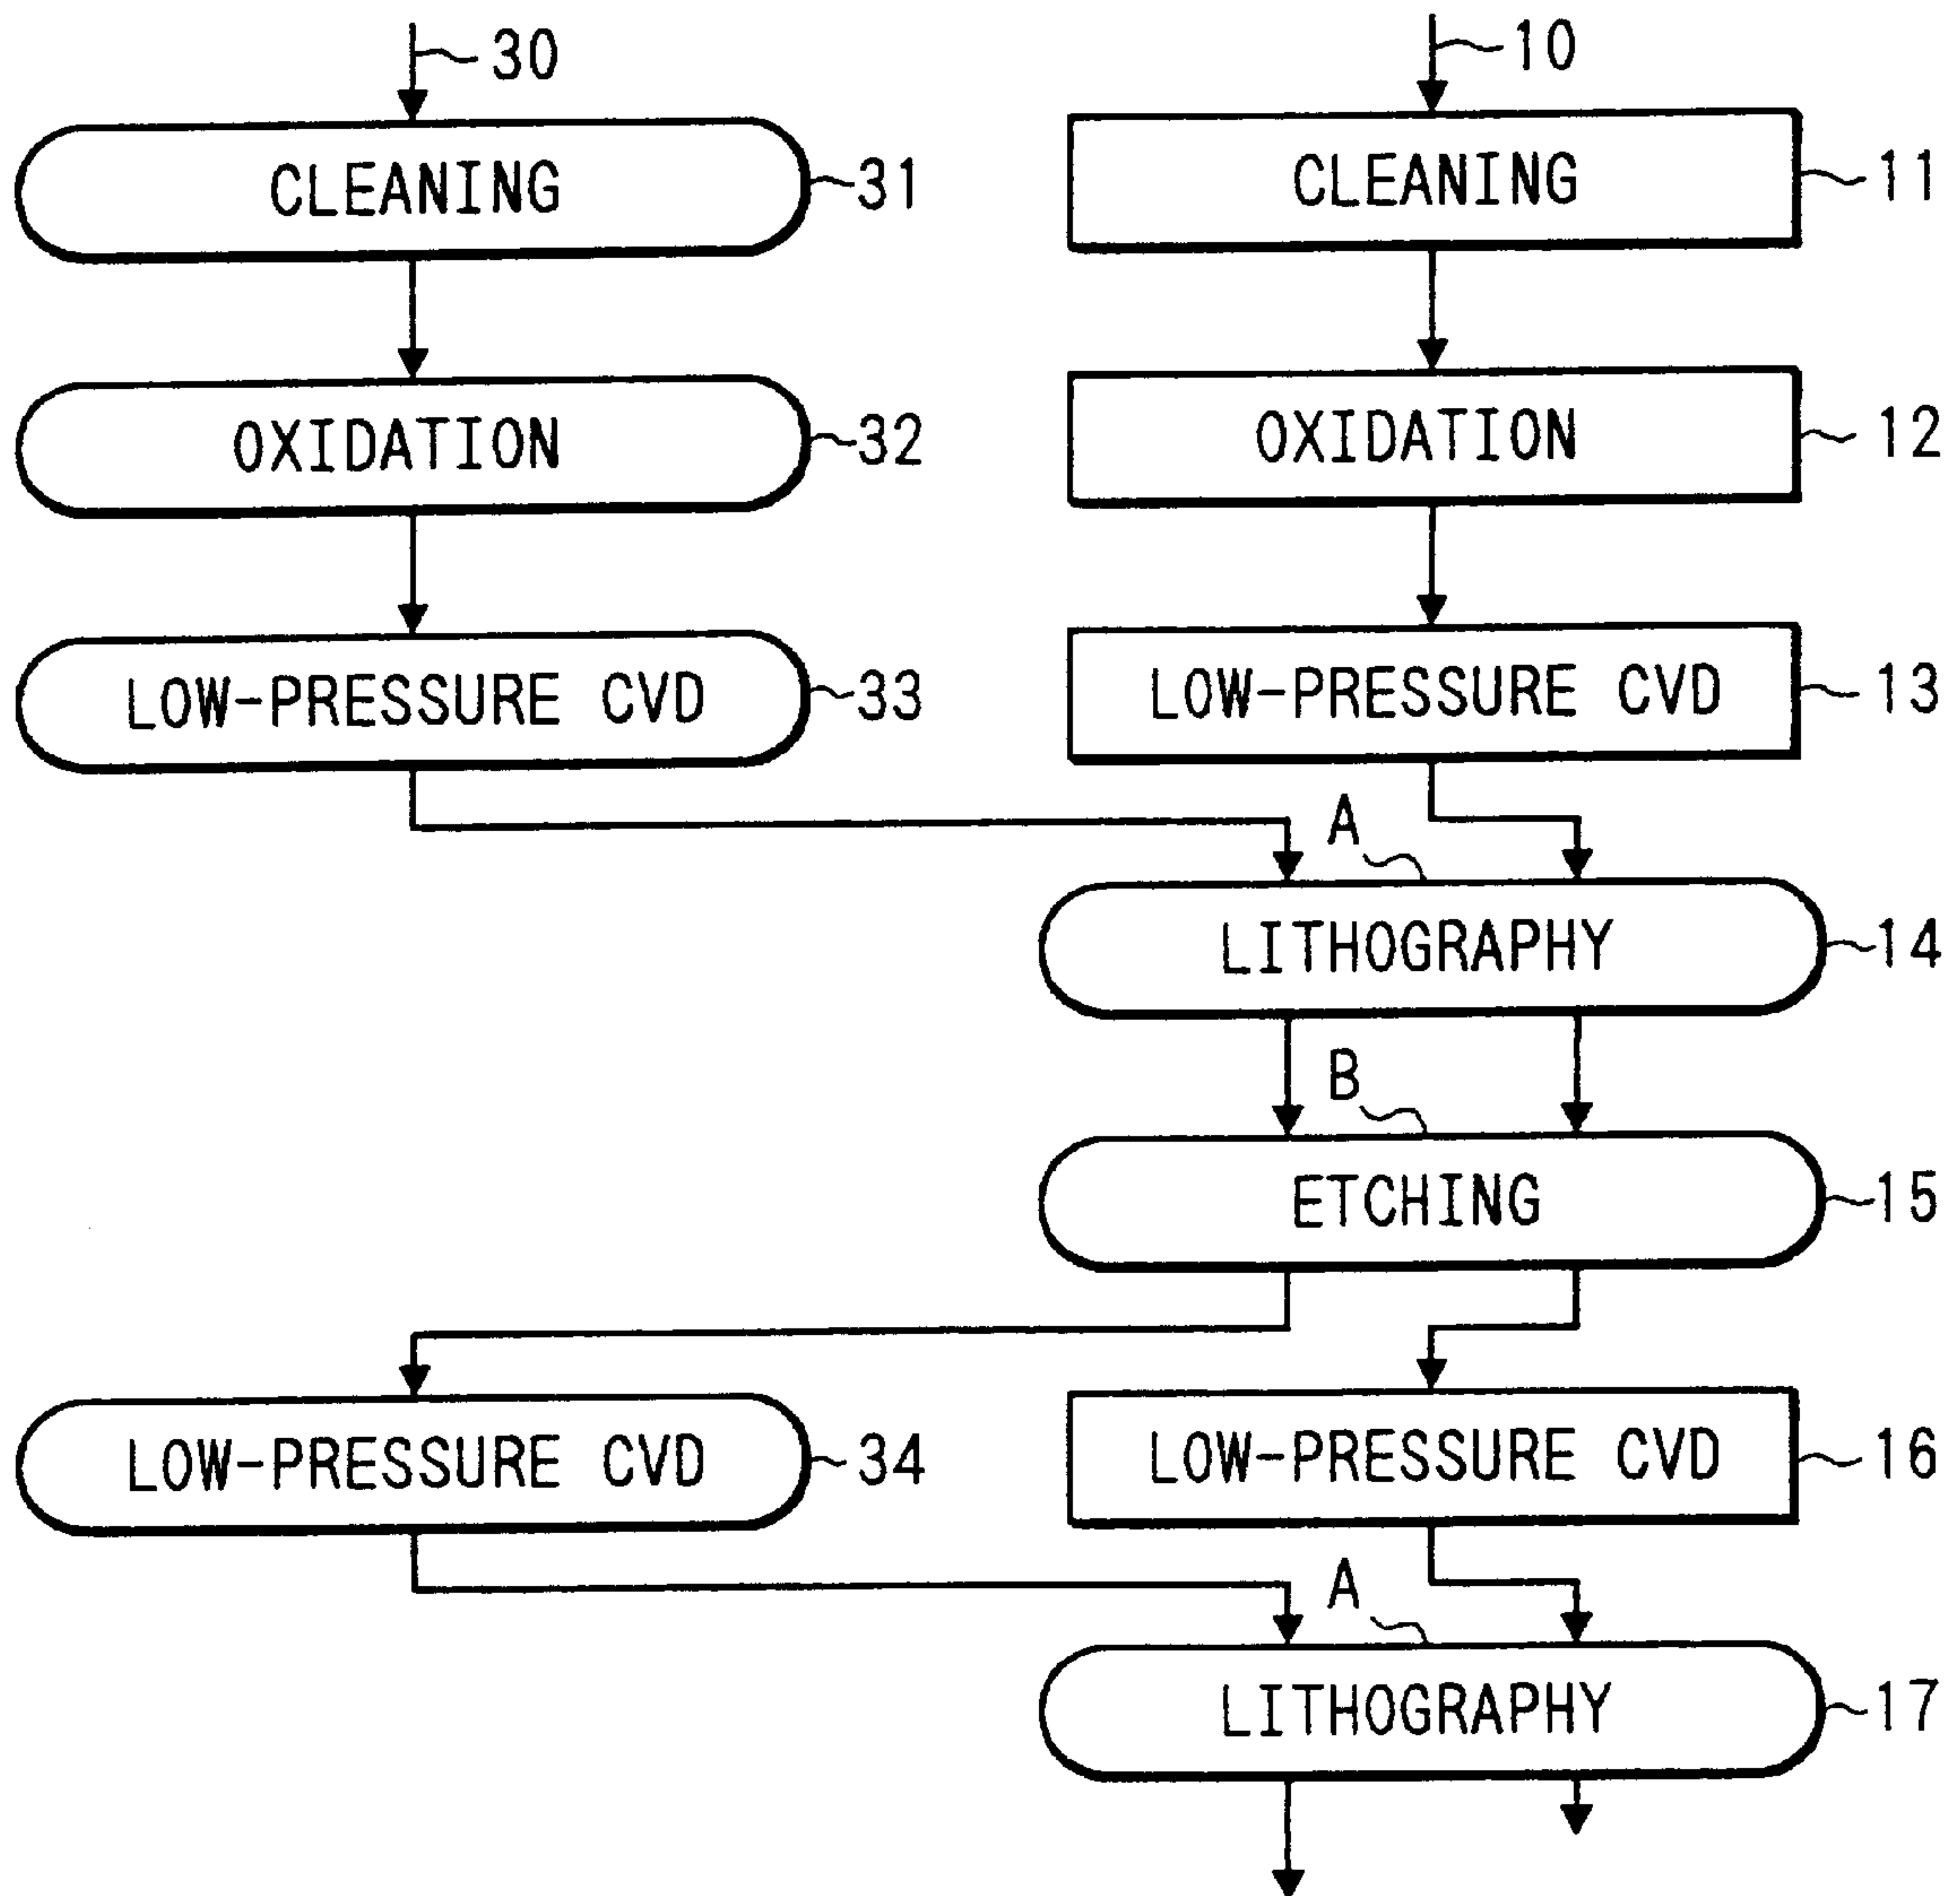 30 10
CLEANING 31 CLEANING 11
OXIDATION 32 OXIDATION 12
LOW-PRESSURE CVD 33 LOW-PRESSURE CVD 13
A
LITHOGRAPHY 14
B
ETCHING 15
LOW-PRESSURE CVD 34 LOW-PRESSURE CVD 16
A
LITHOGRAPHY 17